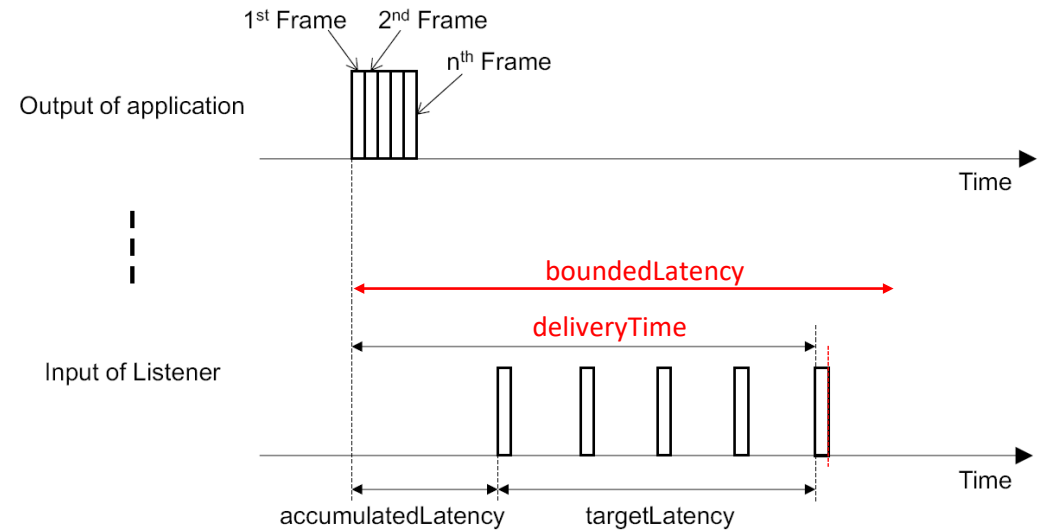 1st Frame 2nd Frame
nth Frame
Output of application
Time
boundedLatency
deliveryTime
Input of Listener
Time
accumulatedLatency targetLatency